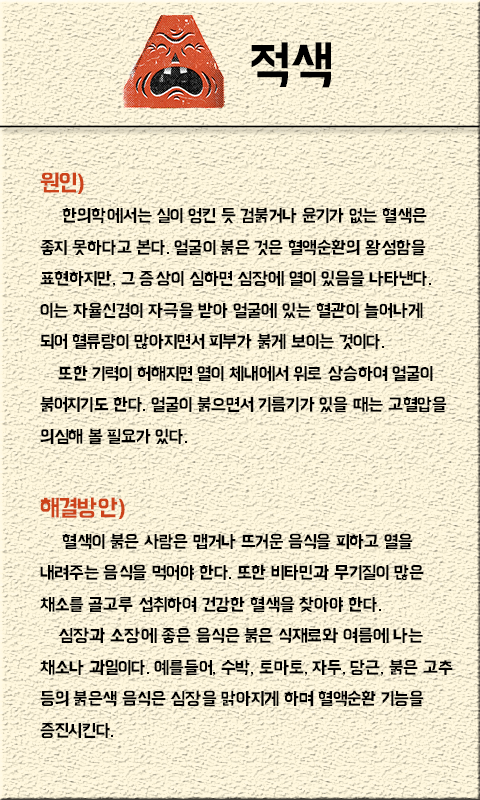 적색
원인)
한의학에서는 실이 엉킨 듯 검붉거나 윤기가 없는 혈색은
좋지 못하다고 본다. 얼굴이 붉은 것은 혈액순환의 왕성함을
표현하지만, 그 증상이 심하면 심장에 열이 있음을 나타낸다.
이는 자율신경이 자극을 받아 얼굴에 있는 혈관이 늘어나게
되어 혈류량이 많아지면서 피부가 붉게 보이는 것이다.
또한 기력이 허해지면 열이 체내에서 위로 상승하여 얼굴이
붉어지기도 한다. 얼굴이 붉으면서 기름기가 있을 때는 고혈압을
의심해 볼 필요가 있다.
해결방안)
혈색이 붉은 사람은 맵거나 뜨거운 음식을 피하고 열을
내려주는 음식을 먹어야 한다. 또한 비타민과 무기질이 많은
채소를 골고루 섭취하여 건강한 혈색을 찾아야 한다.
심장과 소장에 좋은 음식은 붉은 식재료와 여름에 나는
채소나 과일이다. 예를들어, 수박, 토마토, 자두, 당근, 붉은 고추
등의 붉은색 음식은 심장을 맑아지게 하며 혈액순환 기능을
증진시킨다.